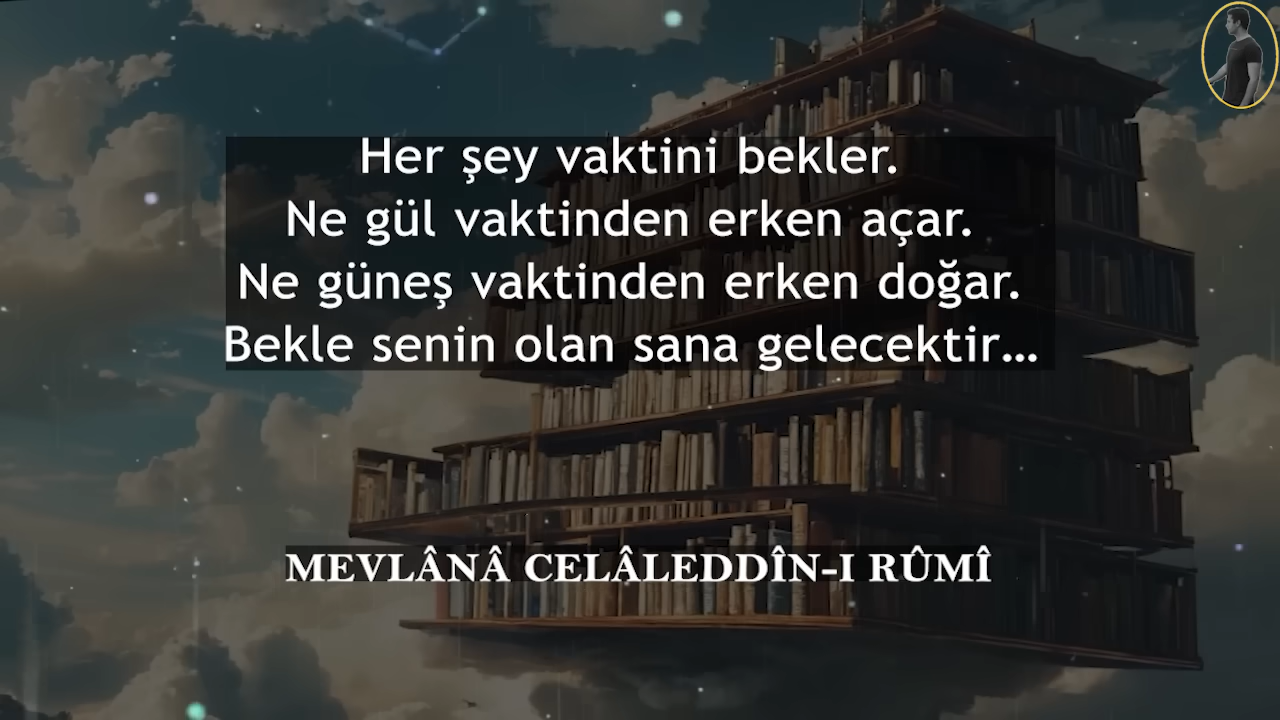 Her şey vaktini bekler.
Ne gül vaktinden erken açar.
Ne güneş vaktinden erken doğar.
Bekle senin olan sana gelecektir...
MEVLÂNÂ CELÂLEDDÎN-I RÛMÎ